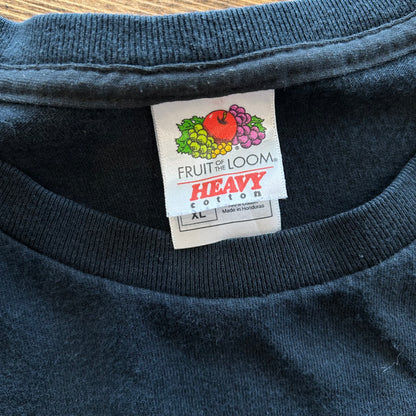 FRUIT OF THE LOOM®
HEAVY
cotton
XL
Made in Honduras